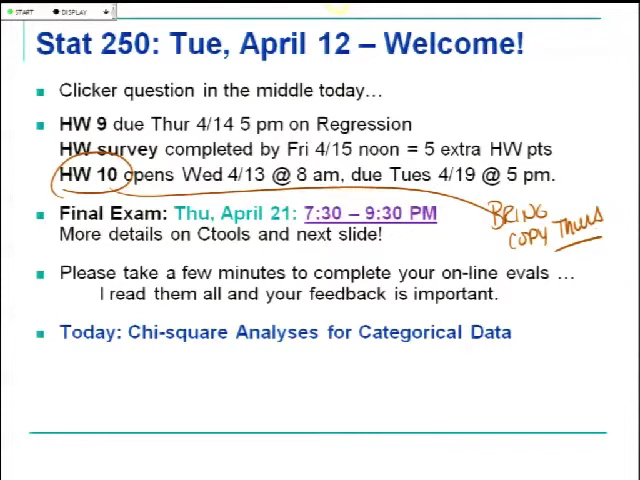 START DISPLAY
Stat 250: Tue, April 12 – Welcome!
Clicker question in the middle today…
HW 9 due Thur 4/14 5 pm on Regression
HW survey completed by Fri 4/15 noon = 5 extra HW pts
HW 10 opens Wed 4/13 @ 8 am, due Tues 4/19 @ 5 pm.
Final Exam: Thu, April 21: 7:30 – 9:30 PM
More details on Ctools and next slide!
BRING
COPY Thurs
Please take a few minutes to complete your on-line evals …
I read them all and your feedback is important.
Today: Chi-square Analyses for Categorical Data